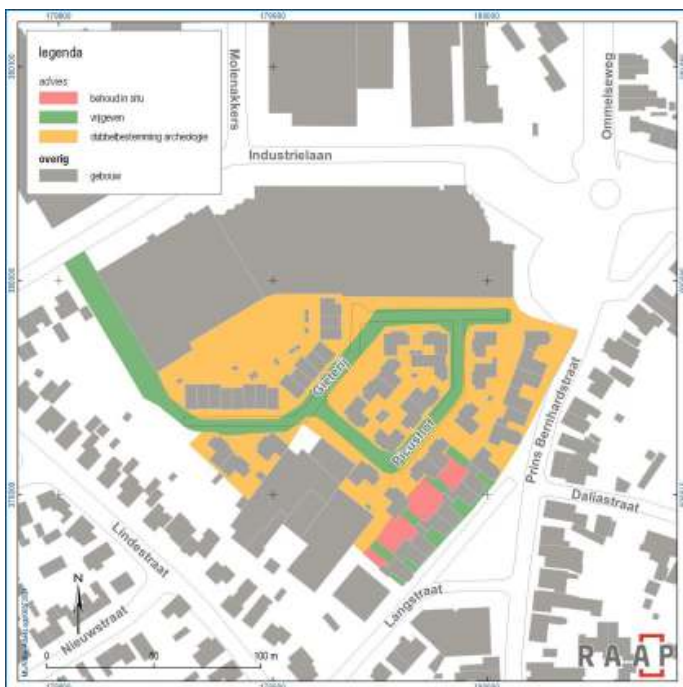 legenda
advies
behoud in situ
vrijgeven
dubbelbestemming archeologie
overig
gebouw
Molenakkers
Industrielaan
Ommelseweg
Gieterij
Picushof
Prins Bernhardstraat
Daliastraat
Langstraat
Lindestraat
Nieuwstraat
N
0
100 m
RAAP